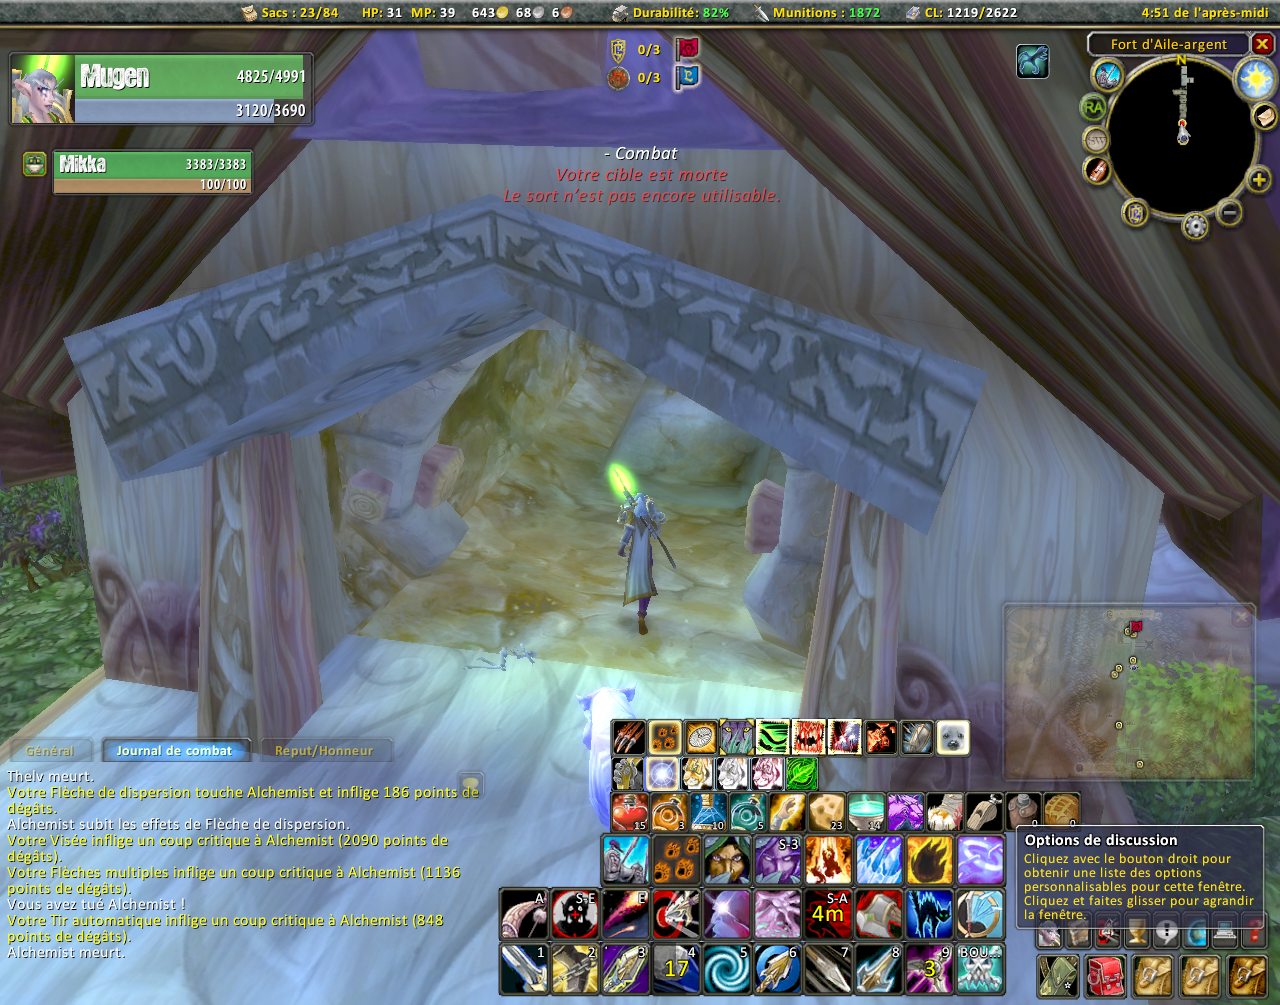 Sacs : 23/84 HP: 31 MP: 39 643 68 6 Durabilité: 82% Munitions : 1872 CL: 1219/2622 4:51 de l'après-midi
Fort d'Aile-argent
N
RA
SW
0/3
0/3
Mugen 4825/4991
3120/3690
Mikka 3383/3383
100/100
- Combat
Votre cible est morte
Le sort n'est pas encore utilisable.
Général Journal de combat Reput/Honneur
Thelv meurt.
Votre Flèche de dispersion touche Alchemist et inflige 186 points de
dégâts.
Alchemist subit les effets de Flèche de dispersion.
Votre Visée inflige un coup critique à Alchemist (2090 points de
dégâts).
Votre Flèches multiples inflige un coup critique à Alchemist (1136
points de dégâts).
Vous avez tué Alchemist !
Votre Tir automatique inflige un coup critique à Alchemist (848
points de dégâts).
Alchemist meurt.
15 3 10 5 23 14 0 0
S-3
A S-E E S-A
4m
1 2 3 4 5 6 7 8 9 BOU...
17 3
Options de discussion
Cliquez avec le bouton droit pour
obtenir une liste des options
personnalisables pour cette fenêtre.
Cliquez et faites glisser pour agrandir
la fenêtre.